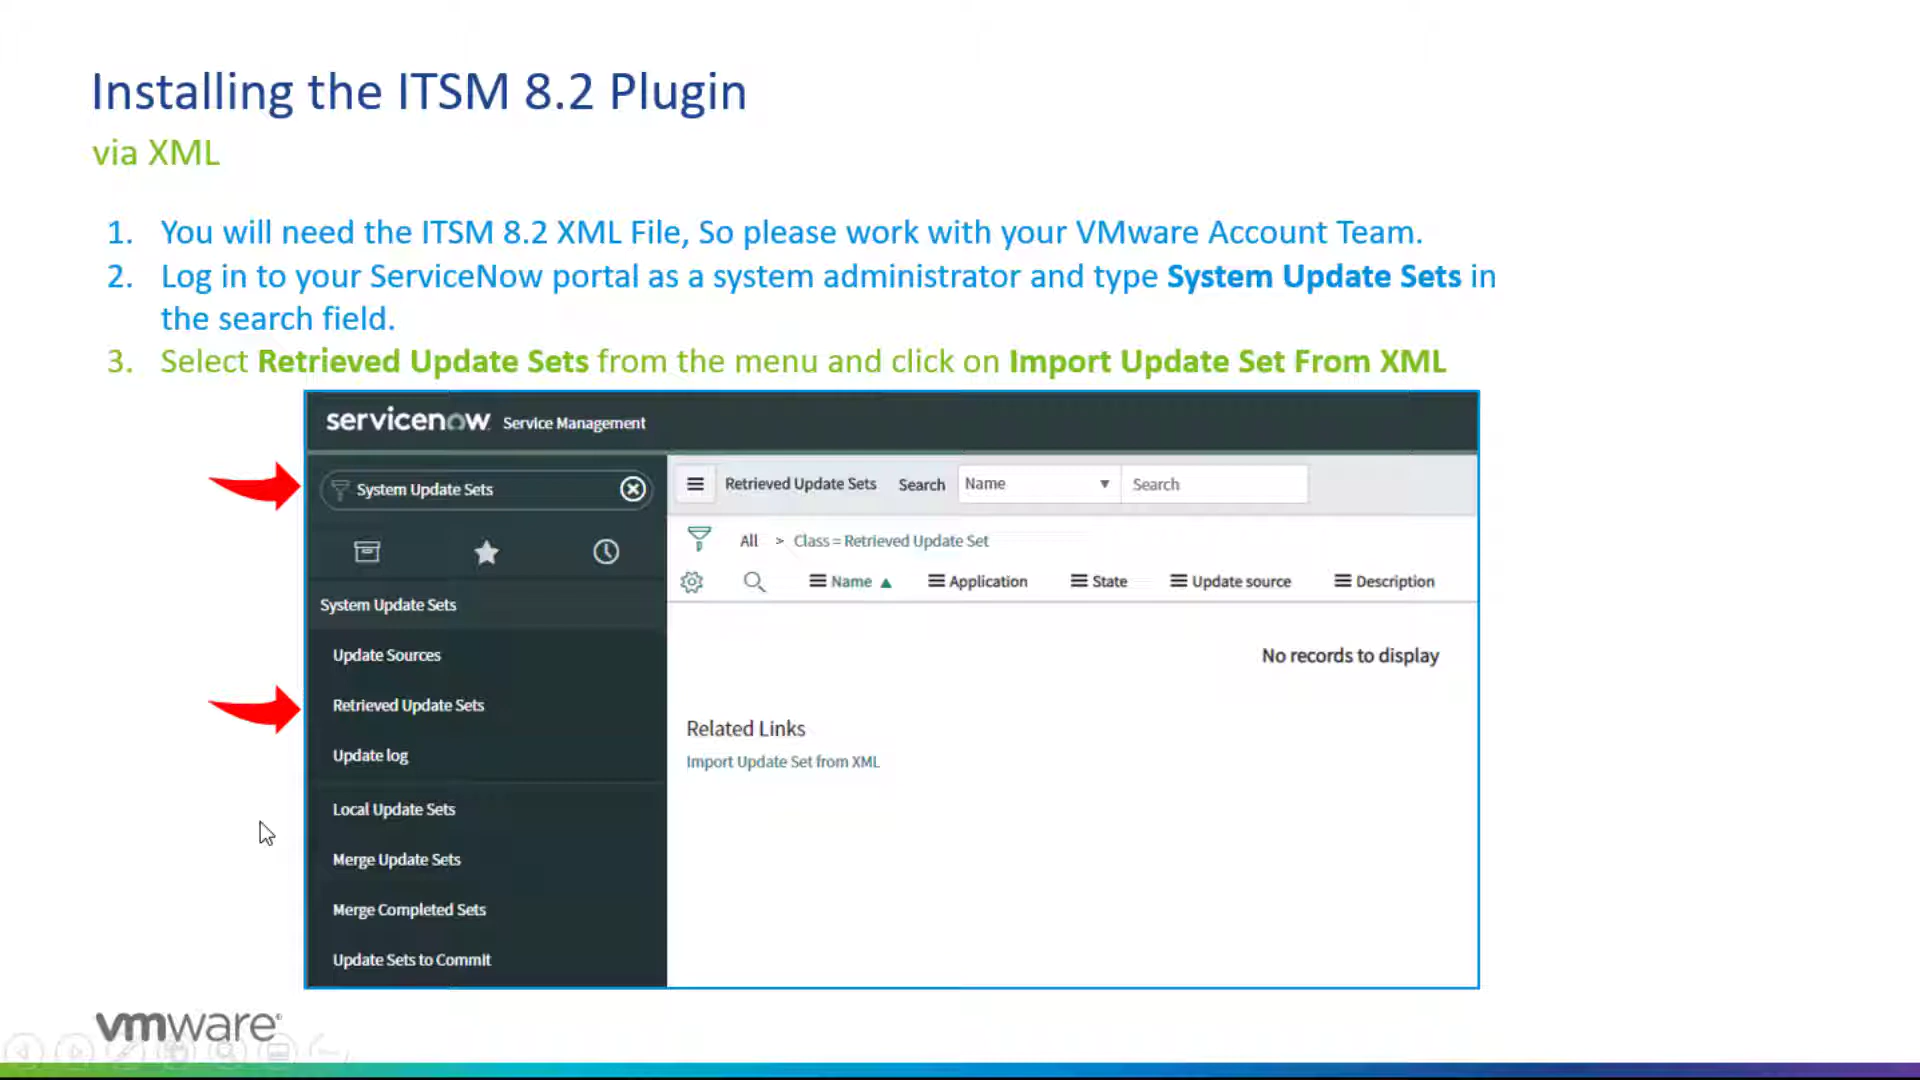 Installing the ITSM 8.2 Plugin
via XML
1. You will need the ITSM 8.2 XML File, So please work with your VMware Account Team.
2. Log in to your ServiceNow portal as a system administrator and type System Update Sets in
the search field.
3. Select Retrieved Update Sets from the menu and click on Import Update Set From XML
servicenow Service Management
System Update Sets
Retrieved Update Sets Search Name Search
All > Class = Retrieved Update Set
Name Application State Update source Description
System Update Sets
Update Sources
No records to display
Retrieved Update Sets
Related Links
Update log
Import Update Set from XML
Local Update Sets
Merge Update Sets
Merge Completed Sets
Update Sets to Commit
vmware